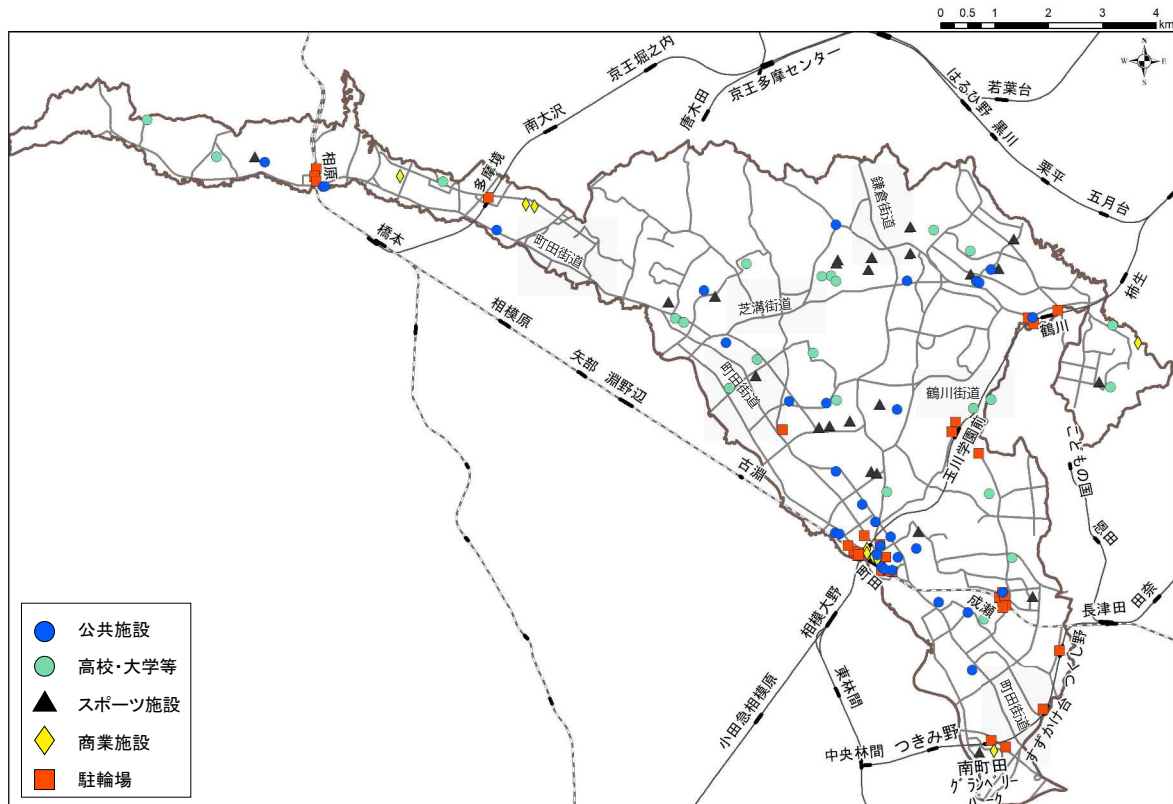 0 0.5 1 2 3 4
km
N
W E
S
京王堀之内
京王多摩センター
若葉台
はるひ野
黒川
唐木田
南大沢
栗平
五月台
相原
多摩境
鎌倉街道
橋本
町田街道
柿生
芝溝街道
相模原
鶴川
矢部
淵野辺
町田街道
鶴川街道
玉川学園前
こどもの国
古淵
恩田
町田
相模大野
成瀬
長津田
田奈
つくし野
東林間
小田急相模原
町田街道
すずかけ台
中央林間
つきみ野
南町田
グランベリー
パーク
公共施設
高校・大学等
スポーツ施設
商業施設
駐輪場